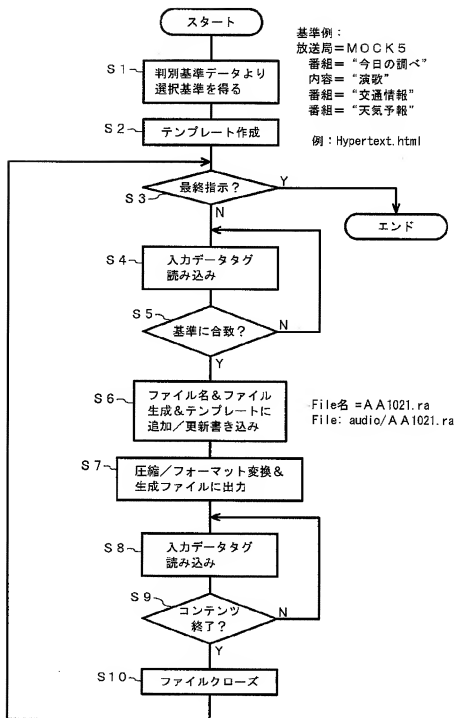 スタート
基準例：
放送局＝ＭＯＣＫ５
番組＝ “今日の調べ”
内容＝ “演歌”
番組＝ “交通情報”
番組＝ “天気予報”
例：Hypertext.html
Ｓ１
判別基準データより
選択基準を得る
Ｓ２
テンプレート作成
Ｓ３
最終指示？
Ｙ
Ｎ
エンド
Ｓ４
入力データタグ
読み込み
Ｓ５
基準に合致？
Ｎ
Ｙ
Ｓ６
ファイル名＆ファイル
生成＆テンプレートに
追加／更新書き込み
File名 =ＡＡ1021.ra
File: audio/ＡＡ1021.ra
Ｓ７
圧縮／フォーマット変換＆
生成ファイルに出力
Ｓ８
入力データタグ
読み込み
Ｓ９
コンテンツ
終了？
Ｎ
Ｙ
Ｓ１０
ファイルクローズ